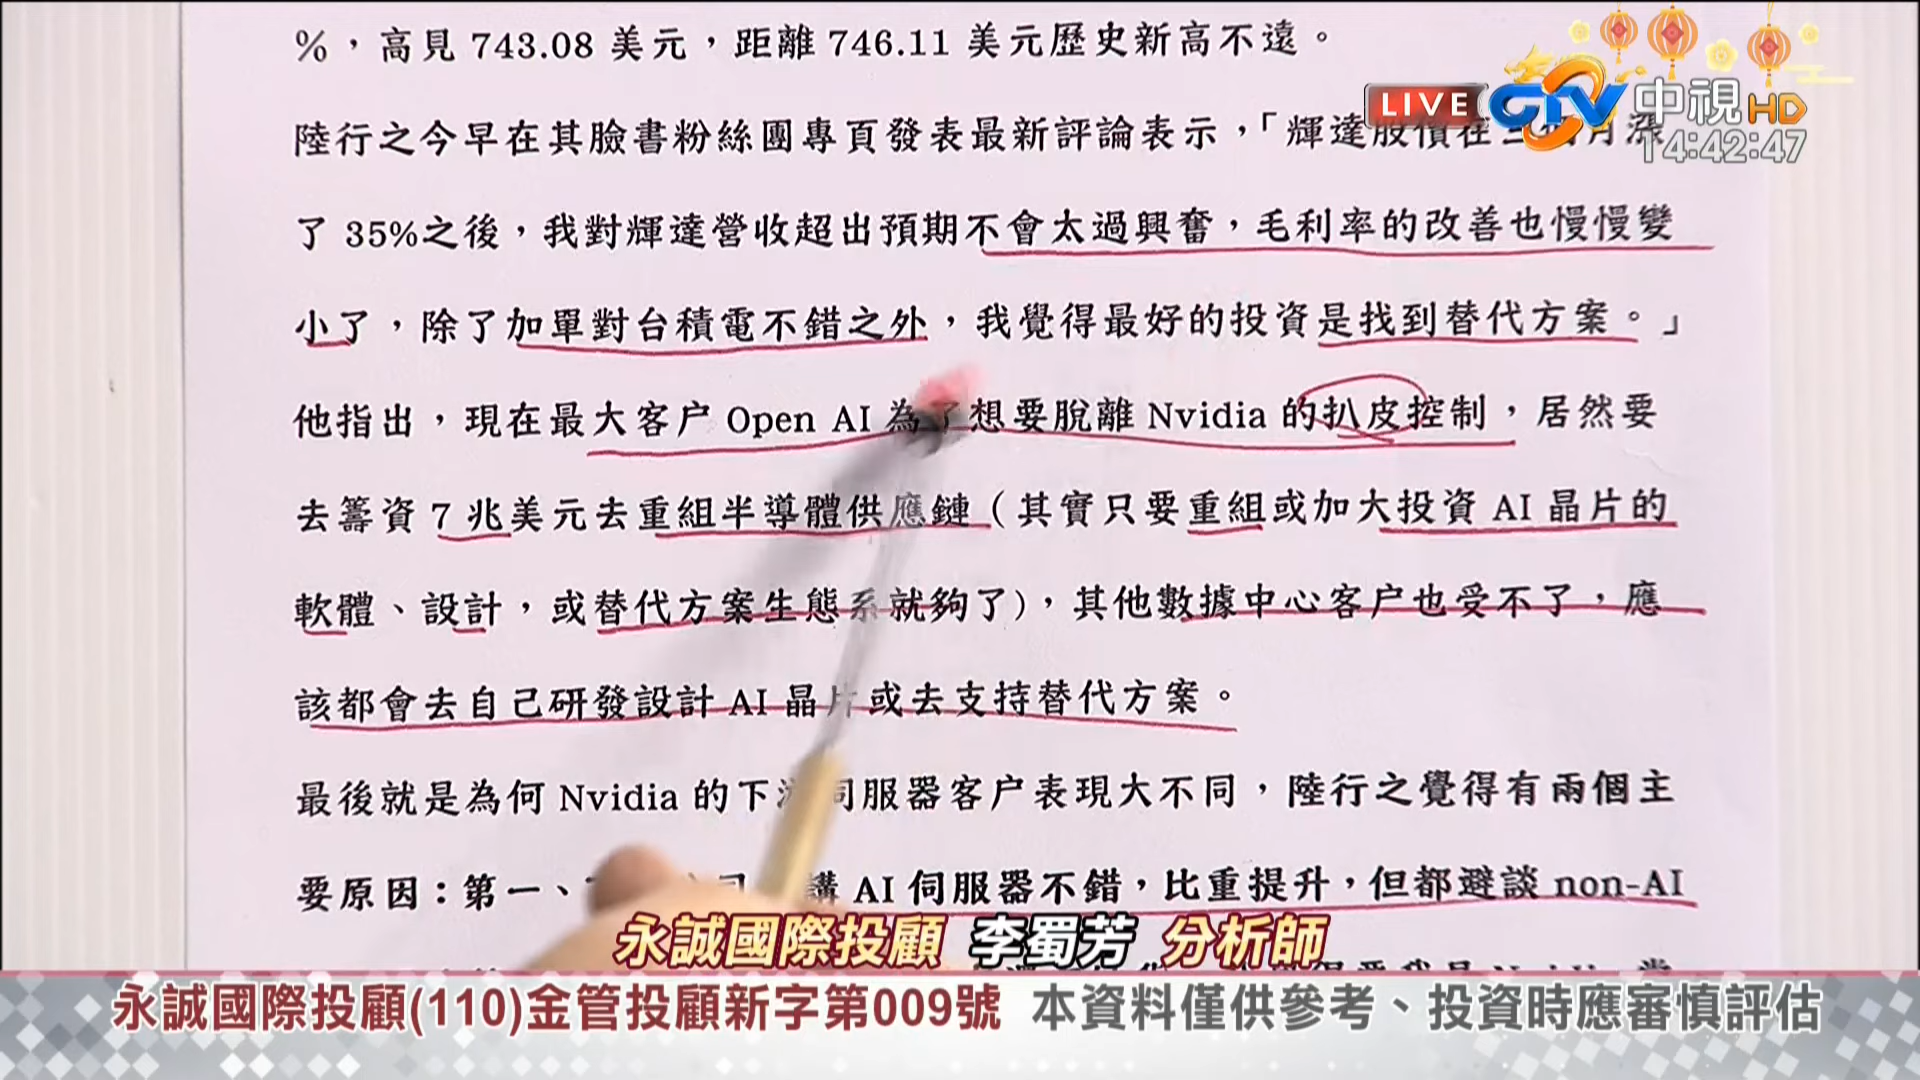 %，高見 743.08 美元，距離 746.11 美元歷史新高不遠。
LIVE CTV 中視 HD
14:42:47
陸行之今早在其臉書粉絲團專頁發表最新評論表示，「輝達股價在三個月漲
了 35%之後，我對輝達營收超出預期不會太過興奮，毛利率的改善也慢慢變
小了，除了加單對台積電不錯之外，我覺得最好的投資是找到替代方案。」
他指出，現在最大客户 Open AI 為了想要脫離 Nvidia 的扒皮控制，居然要
去籌資 7 兆美元去重組半導體供應鏈（其實只要重組或加大投資 AI 晶片的
軟體、設計，或替代方案生態系就夠了)，其他數據中心客户也受不了，應
該都會去自己研發設計 AI 晶片或去支持替代方案。
最後就是為何 Nvidia 的下游伺服器客户表現大不同，陸行之覺得有兩個主
要原因：第一、 講 AI 伺服器不錯，比重提升，但都避談 non-AI
永誠國際投顧 李蜀芳 分析師
永誠國際投顧(110)金管投顧新字第009號 本資料僅供參考、投資時應審慎評估